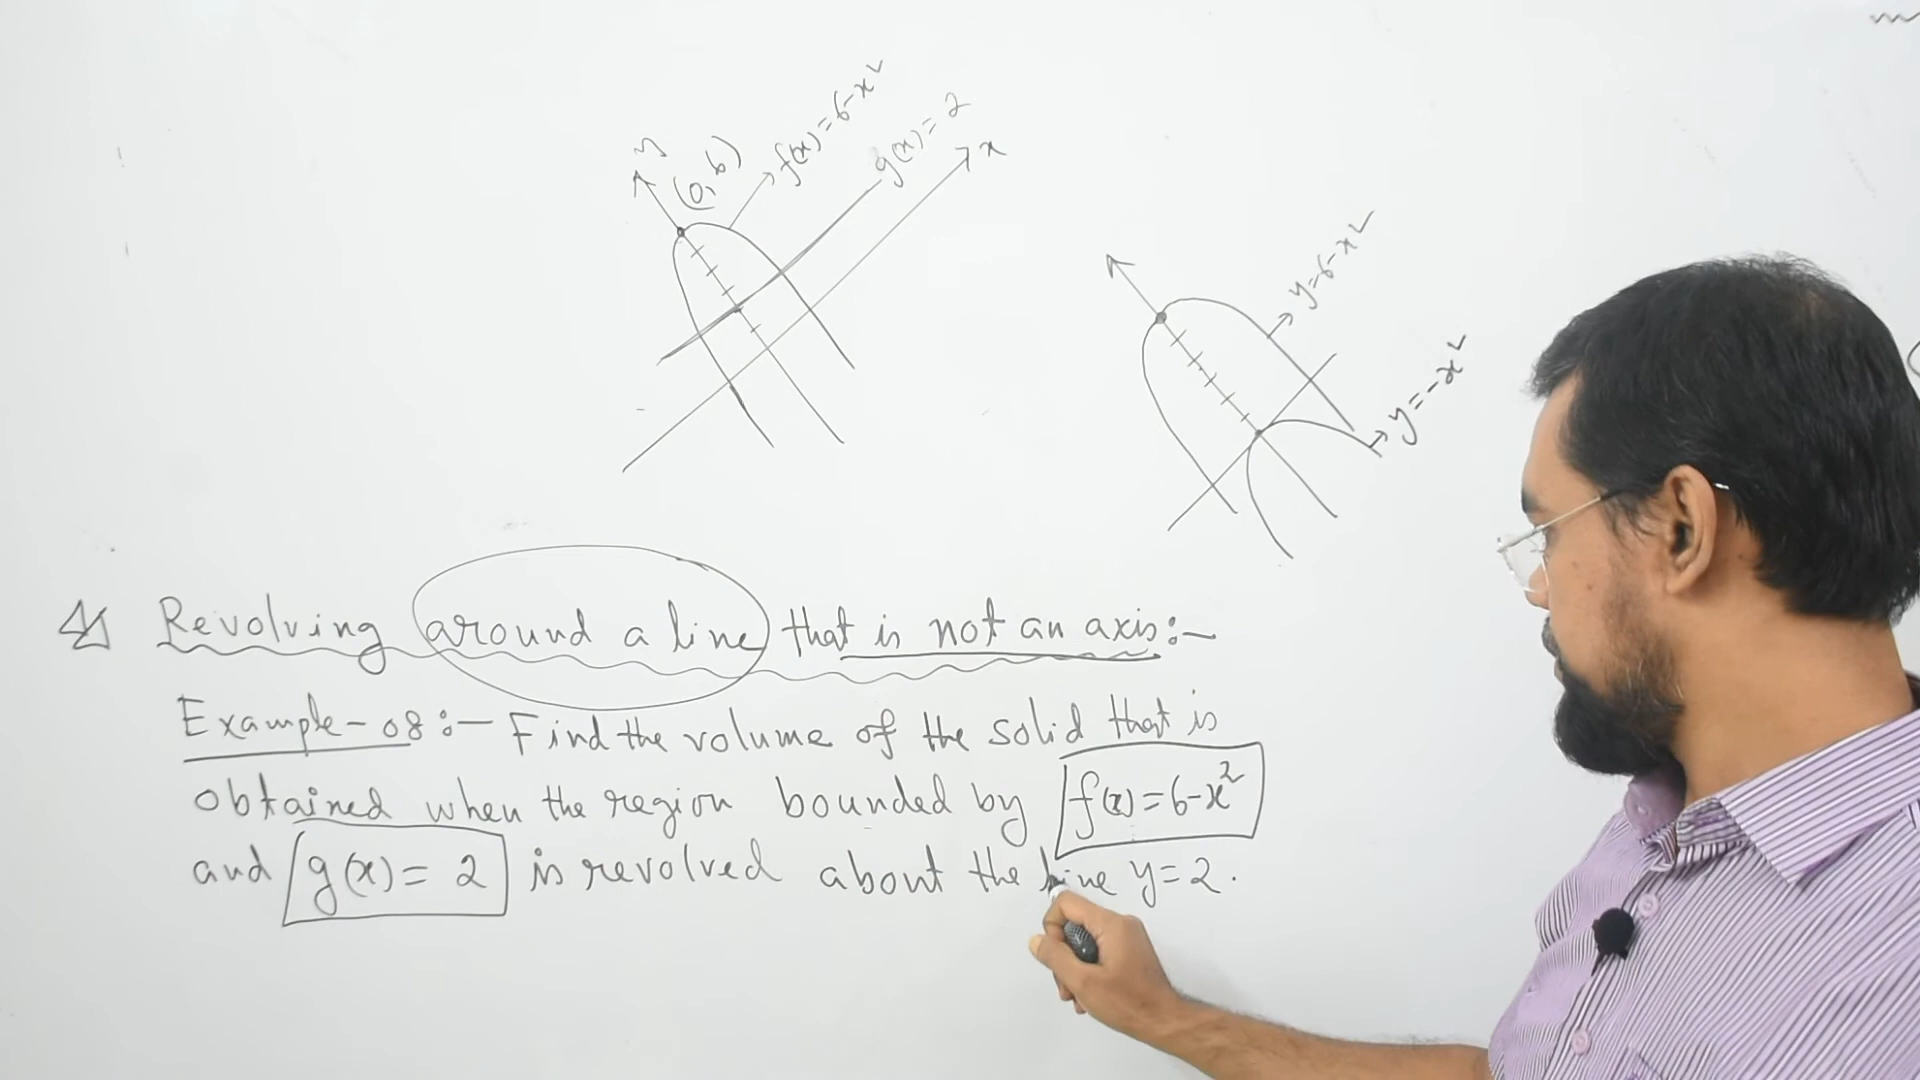 y
(0, 6)
f(x) = 6-x²
g(x) = 2
x
y=6-x²
y=-x²
Revolving around a line that is not an axis:-
Example-08:- Find the volume of the solid that is
obtained when the region bounded by f(x) = 6-x²
and g(x) = 2 is revolved about the line y=2.